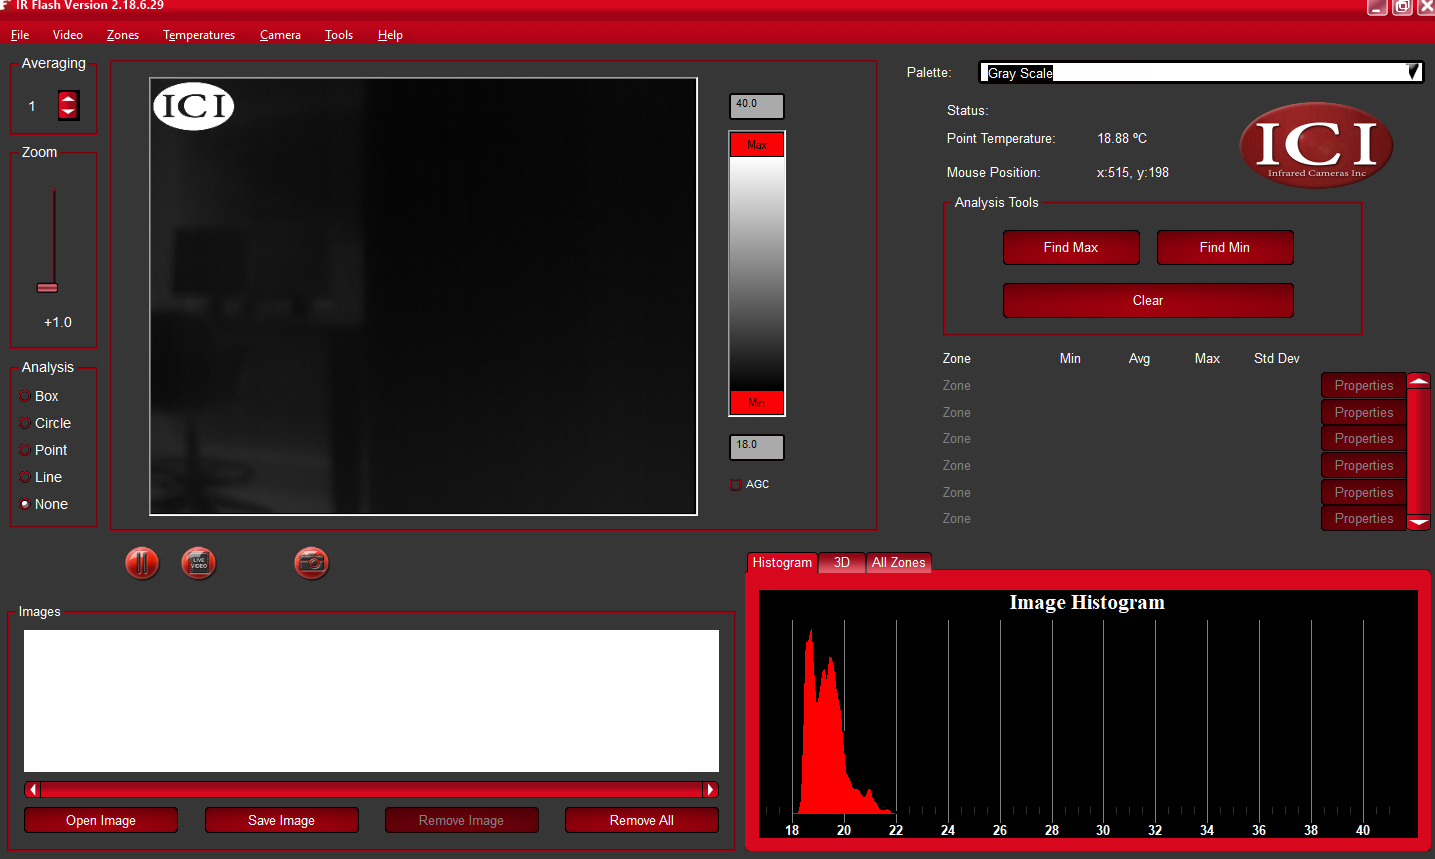 IR Flash Version 2.18.6.29
File Video Zones Temperatures Camera Tools Help
Averaging
1
Zoom
+1.0
Analysis
Box
Circle
Point
Line
None
ICI
40.0
Max
Min
18.0
AGC
Palette: Gray Scale
Status:
Point Temperature: 18.88 ºC
Mouse Position: x:515, y:198
ICI
Infrared Cameras Inc
Analysis Tools
Find Max Find Min
Clear
Zone Min Avg Max Std Dev
Zone Properties
Zone Properties
Zone Properties
Zone Properties
Zone Properties
Zone Properties
LIVE
VIDEO
Images
Open Image Save Image Remove Image Remove All
Histogram 3D All Zones
Image Histogram
18 20 22 24 26 28 30 32 34 36 38 40